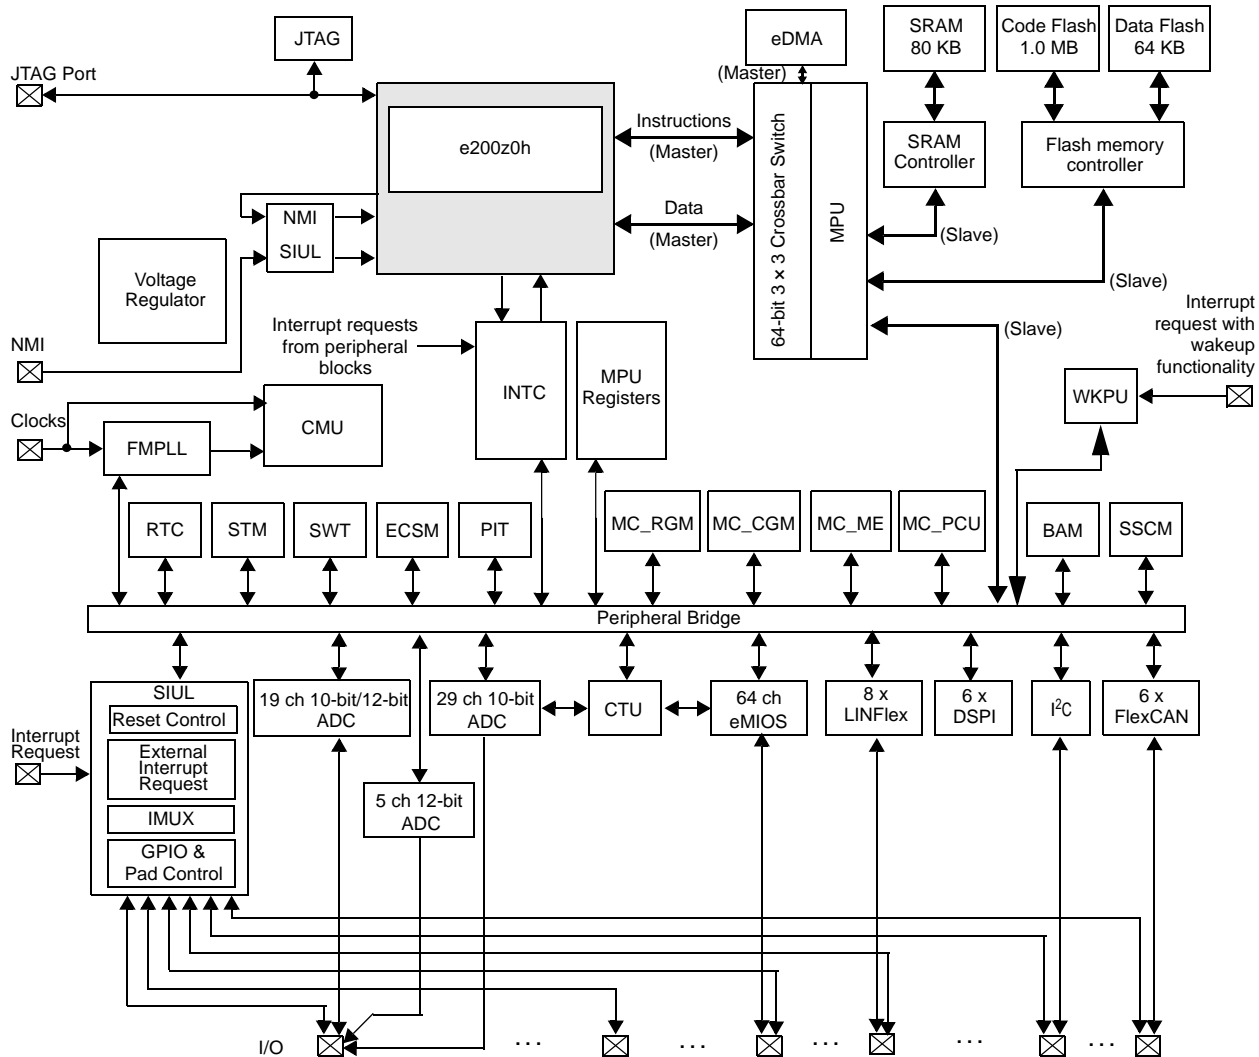 JTAG
eDMA
SRAM
80 KB
Code Flash
1.0 MB
Data Flash
64 KB
JTAG Port
(Master)
e200z0h
Instructions
(Master)
64-bit 3 x 3 Crossbar Switch
MPU
SRAM
Controller
Flash memory
controller
NMI
SIUL
Data
(Master)
(Slave)
(Slave)
(Slave)
Voltage
Regulator
Interrupt
request with
wakeup
functionality
NMI
Interrupt requests
from peripheral
blocks
INTC
MPU
Registers
WKPU
Clocks
FMPLL
CMU
RTC
STM
SWT
ECSM
PIT
MC_RGM
MC_CGM
MC_ME
MC_PCU
BAM
SSCM
Peripheral Bridge
SIUL
Reset Control
External
Interrupt
Request
IMUX
GPIO &
Pad Control
Interrupt
Request
19 ch 10-bit/12-bit
ADC
29 ch 10-bit
ADC
CTU
64 ch
eMIOS
8 x
LINFlex
6 x
DSPI
I²C
6 x
FlexCAN
5 ch 12-bit
ADC
I/O
...
...
...
...
...